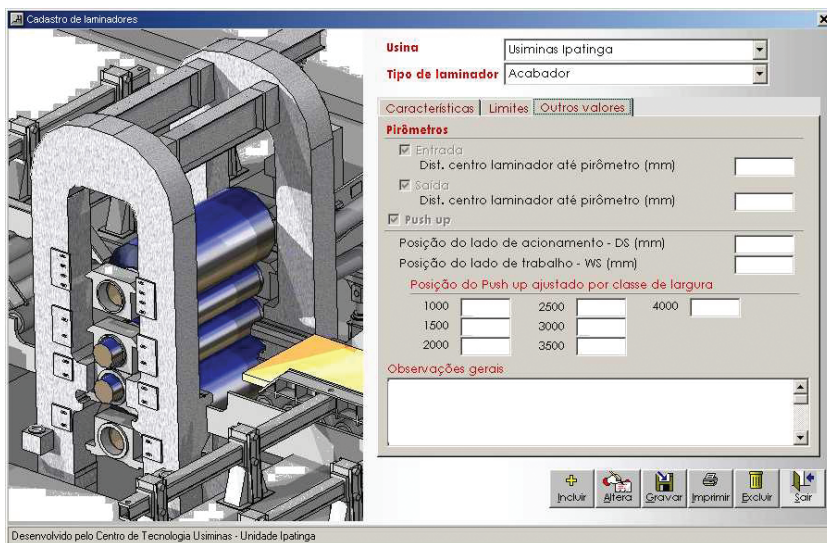 Cadastro de laminadores
Usina
Usiminas Ipatinga
Tipo de laminador
Acabador
Características
Limites
Outros valores
Pirômetros
Entrada
Dist. centro laminador até pirômetro (mm)
Saída
Dist. centro laminador até pirômetro (mm)
Push up
Posição do lado de acionamento - DS (mm)
Posição do lado de trabalho - WS (mm)
Posição do Push up ajustado por classe de largura
1000
2500
4000
1500
3000
2000
3500
Observações gerais
Incluir
Altera
Gravar
Imprimir
Excluir
Sair
Desenvolvido pelo Centro de Tecnologia Usiminas - Unidade Ipatinga